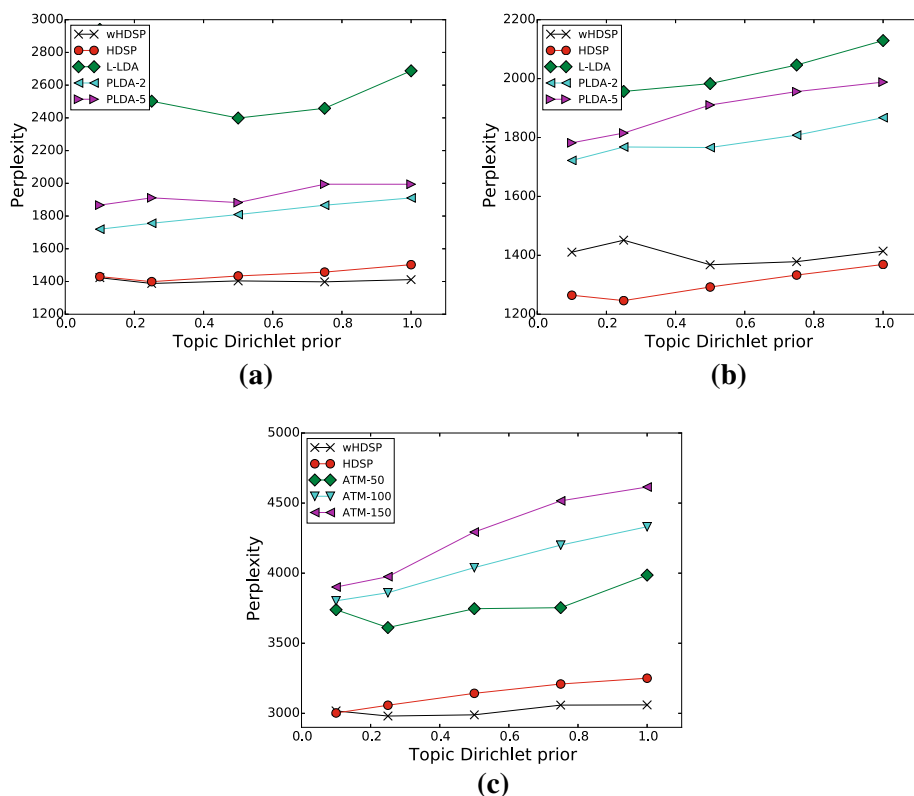 3000
2800
2600
2400
2200
2000
1800
1600
1400
1200
0.0 0.2 0.4 0.6 0.8 1.0
Perplexity
Topic Dirichlet prior
wHDSP
HDSP
L-LDA
PLDA-2
PLDA-5
(a)
2200
2000
1800
1600
1400
1200
0.0 0.2 0.4 0.6 0.8 1.0
Perplexity
Topic Dirichlet prior
wHDSP
HDSP
L-LDA
PLDA-2
PLDA-5
(b)
5000
4500
4000
3500
3000
0.0 0.2 0.4 0.6 0.8 1.0
Perplexity
Topic Dirichlet prior
wHDSP
HDSP
ATM-50
ATM-100
ATM-150
(c)